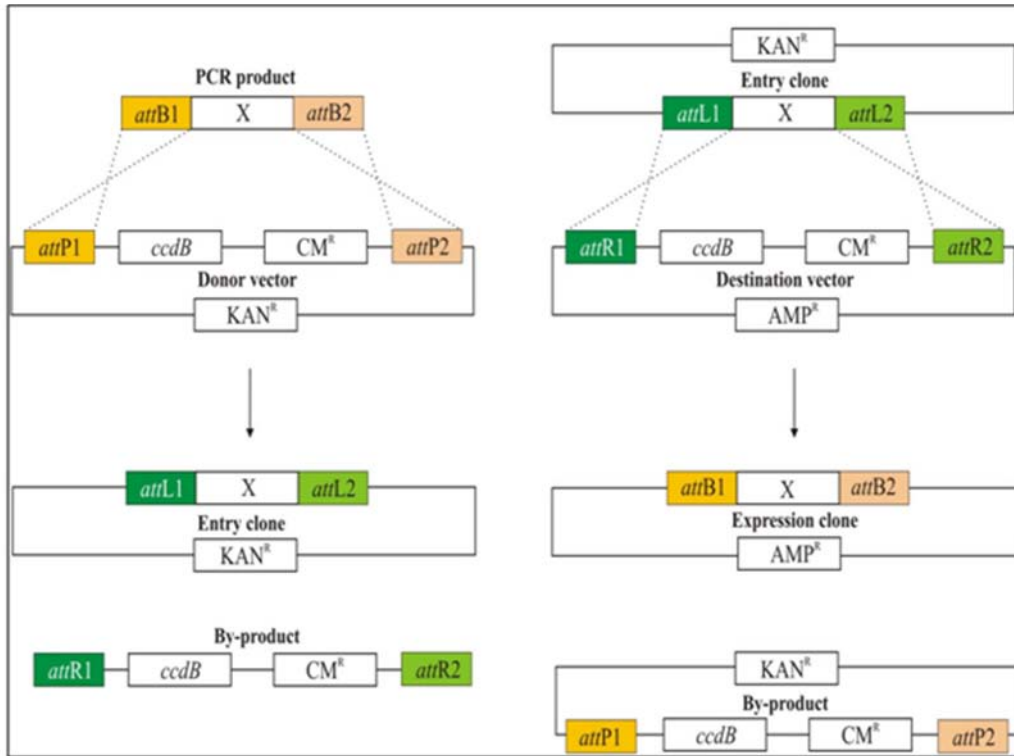 PCR product
attB1 X attB2
attP1 ccdB CMᴿ attP2
Donor vector
KANᴿ
attL1 X attL2
Entry clone
KANᴿ
By-product
attR1 ccdB CMᴿ attR2
KANᴿ
Entry clone
attL1 X attL2
attR1 ccdB CMᴿ attR2
Destination vector
AMPᴿ
attB1 X attB2
Expression clone
AMPᴿ
KANᴿ
By-product
attP1 ccdB CMᴿ attP2